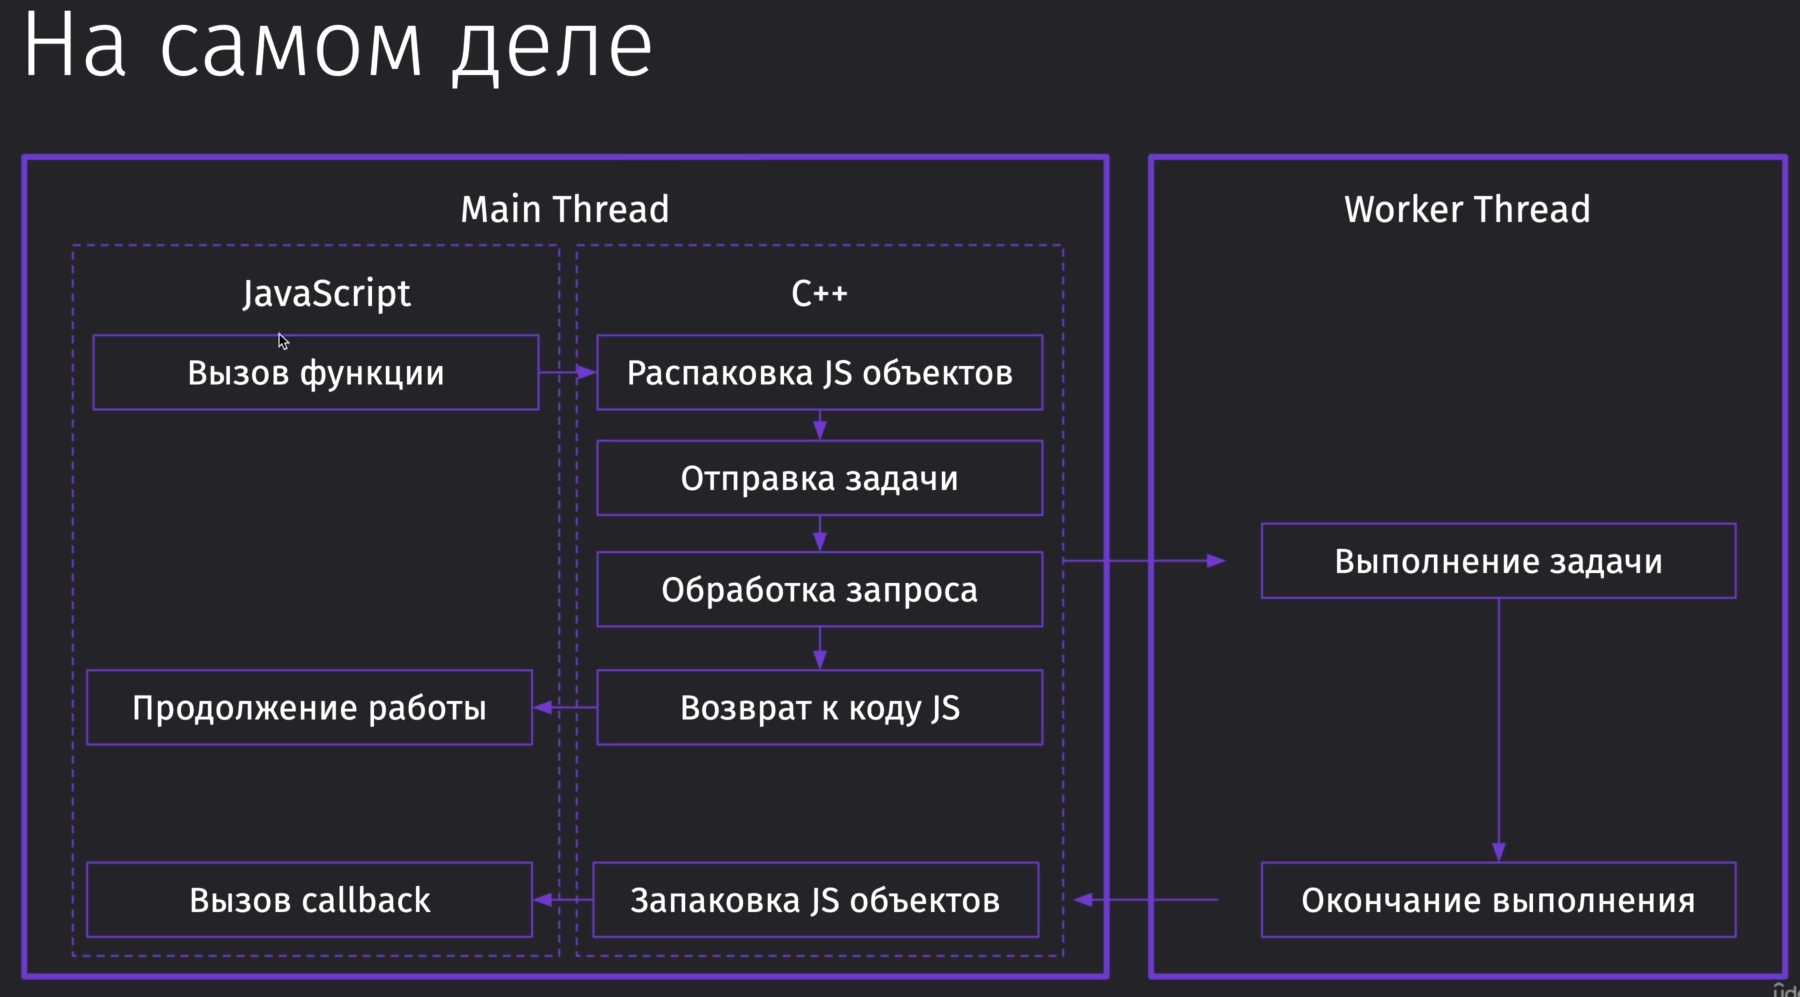 На самом деле
Main Thread
Worker Thread
JavaScript
C++
Вызов функции
Распаковка JS объектов
Отправка задачи
Обработка запроса
Выполнение задачи
Продолжение работы
Возврат к коду JS
Вызов callback
Запаковка JS объектов
Окончание выполнения